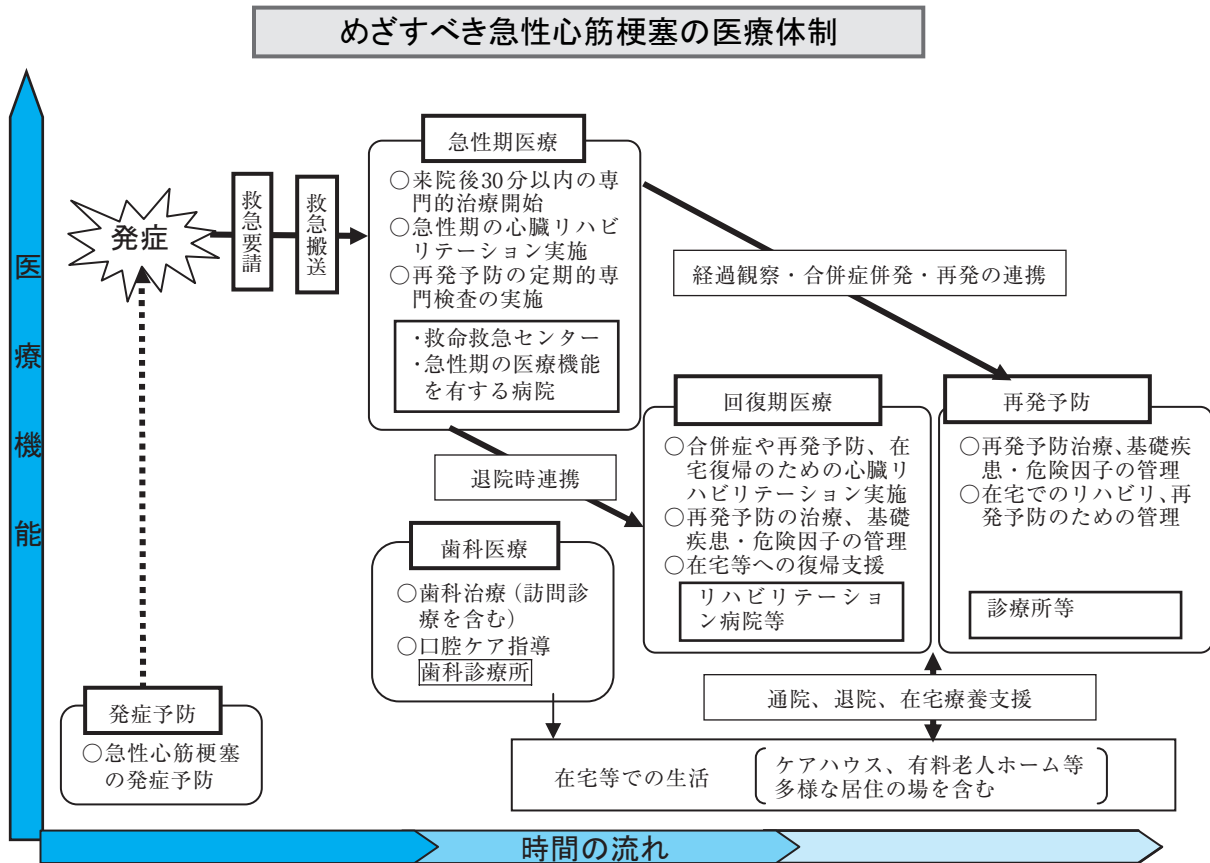 めざすべき急性心筋梗塞の医療体制
医療機能
発症
救急要請
救急搬送
急性期医療
○来院後30分以内の専
門的治療開始
○急性期の心臓リハビ
リテーション実施
○再発予防の定期的専
門検査の実施
・救命救急センター
・急性期の医療機能
を有する病院
経過観察・合併症併発・再発の連携
退院時連携
回復期医療
○合併症や再発予防、在
宅復帰のための心臓リ
ハビリテーション実施
○再発予防の治療、基礎
疾患・危険因子の管理
○在宅等への復帰支援
リハビリテーショ
ン病院等
再発予防
○再発予防治療、基礎疾
患・危険因子の管理
○在宅でのリハビリ、再
発予防のための管理
診療所等
歯科医療
○歯科治療（訪問診
療を含む）
○口腔ケア指導
歯科診療所
発症予防
○急性心筋梗塞
の発症予防
通院、退院、在宅療養支援
在宅等での生活
ケアハウス、有料老人ホーム等
多様な居住の場を含む
時間の流れ